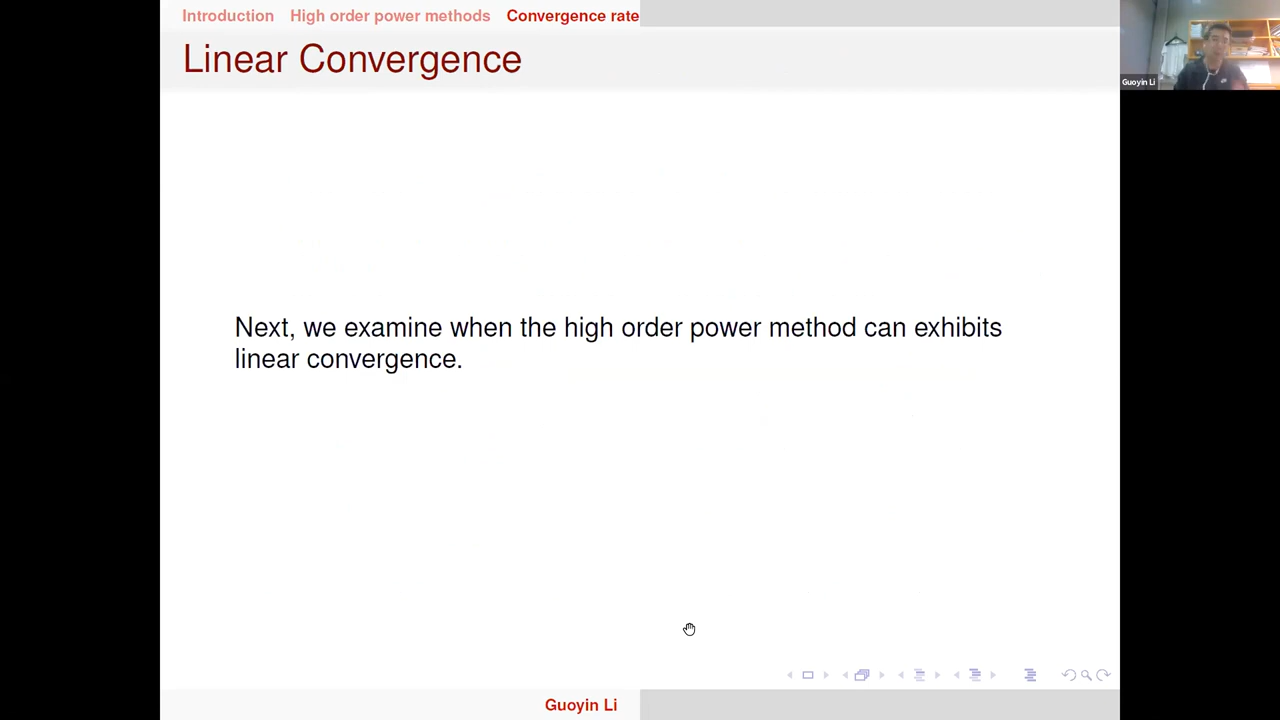 Introduction High order power methods Convergence rate
Linear Convergence
Guoyin Li
Next, we examine when the high order power method can exhibits
linear convergence.
Guoyin Li